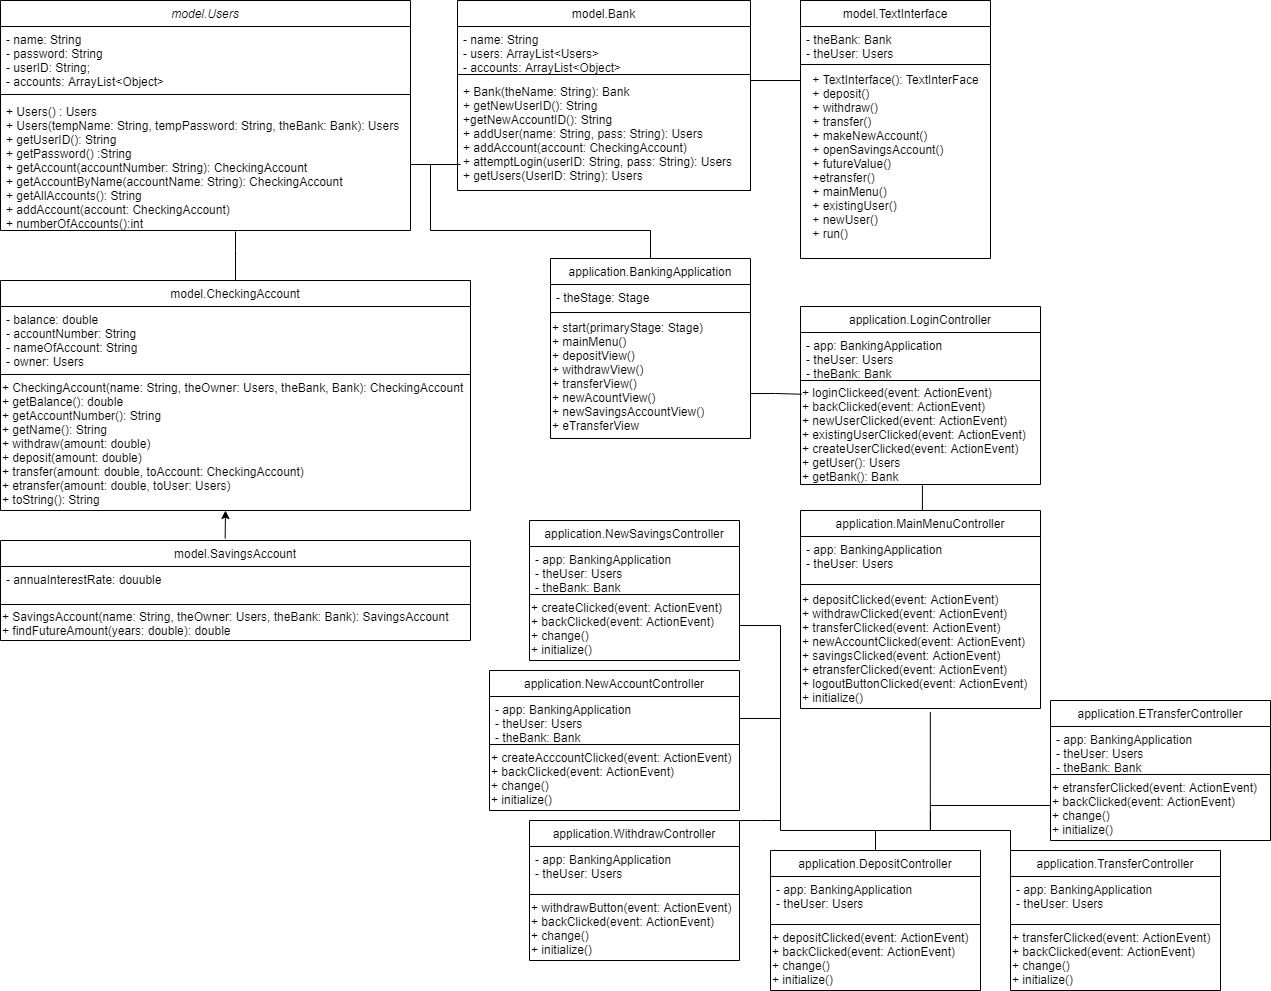 model.Users
- name: String
- password: String
- userID: String;
- accounts: ArrayList<Object>
+ Users() : Users
+ Users(tempName: String, tempPassword: String, theBank: Bank): Users
+ getUserID(): String
+ getPassword() :String
+ getAccount(accountNumber: String): CheckingAccount
+ getAccountByName(accountName: String): CheckingAccount
+ getAllAccounts(): String
+ addAccount(account: CheckingAccount)
+ numberOfAccounts():int
model.Bank
- name: String
- users: ArrayList<Users>
- accounts: ArrayList<Object>
+ Bank(theName: String): Bank
+ getNewUserID(): String
+getNewAccountID(): String
+ addUser(name: String, pass: String): Users
+ addAccount(account: CheckingAccount)
+ attemptLogin(userID: String, pass: String): Users
+ getUsers(UserID: String): Users
model.TextInterface
- theBank: Bank
- theUser: Users
+ TextInterface(): TextInterFace
+ deposit()
+ withdraw()
+ transfer()
+ makeNewAccount()
+ openSavingsAccount()
+ futureValue()
+etransfer()
+ mainMenu()
+ existingUser()
+ newUser()
+ run()
model.CheckingAccount
- balance: double
- accountNumber: String
- nameOfAccount: String
- owner: Users
+ CheckingAccount(name: String, theOwner: Users, theBank, Bank): CheckingAccount
+ getBalance(): double
+ getAccountNumber(): String
+ getName(): String
+ withdraw(amount: double)
+ deposit(amount: double)
+ transfer(amount: double, toAccount: CheckingAccount)
+ etransfer(amount: double, toUser: Users)
+ toString(): String
model.SavingsAccount
- annuaInterestRate: douuble
+ SavingsAccount(name: String, theOwner: Users, theBank: Bank): SavingsAccount
+ findFutureAmount(years: double): double
application.BankingApplication
- theStage: Stage
+ start(primaryStage: Stage)
+ mainMenu()
+ depositView()
+ withdrawView()
+ transferView()
+ newAcountView()
+ newSavingsAccountView()
+ eTransferView
application.LoginController
- app: BankingApplication
- theUser: Users
- theBank: Bank
+ loginClickeed(event: ActionEvent)
+ backClicked(event: ActionEvent)
+ newUserClicked(event: ActionEvent)
+ existingUserClicked(event: ActionEvent)
+ createUserClicked(event: ActionEvent)
+ getUser(): Users
+ getBank(): Bank
application.MainMenuController
- app: BankingApplication
- theUser: Users
+ depositClicked(event: ActionEvent)
+ withdrawClicked(event: ActionEvent)
+ transferClicked(event: ActionEvent)
+ newAccountClicked(event: ActionEvent)
+ savingsClicked(event: ActionEvent)
+ etransferClicked(event: ActionEvent)
+ logoutButtonClicked(event: ActionEvent)
+ initialize()
application.NewSavingsController
- app: BankingApplication
- theUser: Users
- theBank: Bank
+ createClicked(event: ActionEvent)
+ backClicked(event: ActionEvent)
+ change()
+ initialize()
application.NewAccountController
- app: BankingApplication
- theUser: Users
- theBank: Bank
+ createAcccountClicked(event: ActionEvent)
+ backClicked(event: ActionEvent)
+ change()
+ initialize()
application.ETransferController
- app: BankingApplication
- theUser: Users
- theBank: Bank
+ etransferClicked(event: ActionEvent)
+ backClicked(event: ActionEvent)
+ change()
+ initialize()
application.WithdrawController
- app: BankingApplication
- theUser: Users
+ withdrawButton(event: ActionEvent)
+ backClicked(event: ActionEvent)
+ change()
+ initialize()
application.DepositController
- app: BankingApplication
- theUser: Users
+ depositClicked(event: ActionEvent)
+ backClicked(event: ActionEvent)
+ change()
+ initialize()
application.TransferController
- app: BankingApplication
- theUser: Users
+ transferClicked(event: ActionEvent)
+ backClicked(event: ActionEvent)
+ change()
+ initialize()